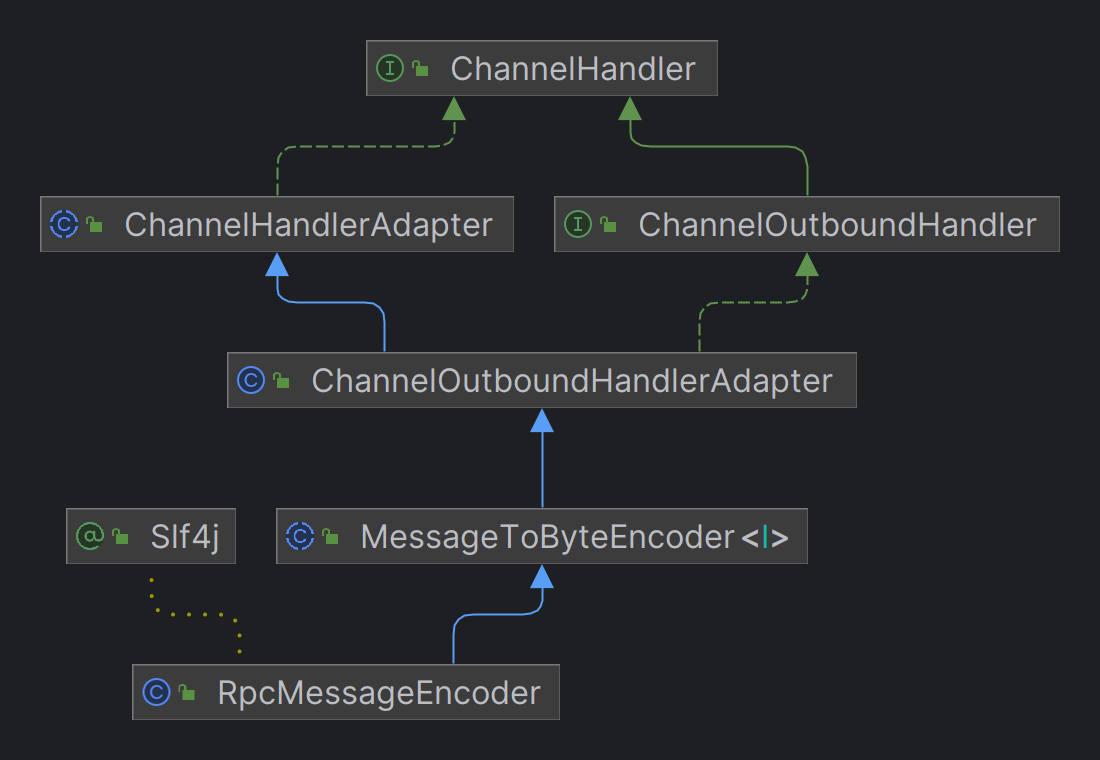 ChannelHandler
ChannelHandlerAdapter
ChannelOutboundHandler
ChannelOutboundHandlerAdapter
Slf4j
MessageToByteEncoder<I>
RpcMessageEncoder